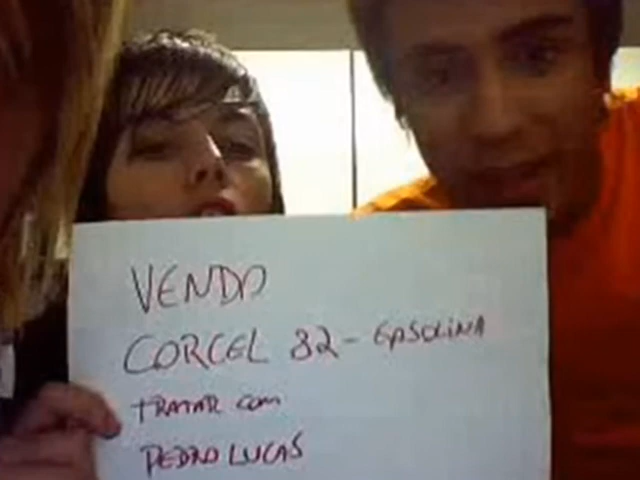 VENDO
CORCEL 82 - GASOLINA
TRATAR COM
PEDRO LUCAS